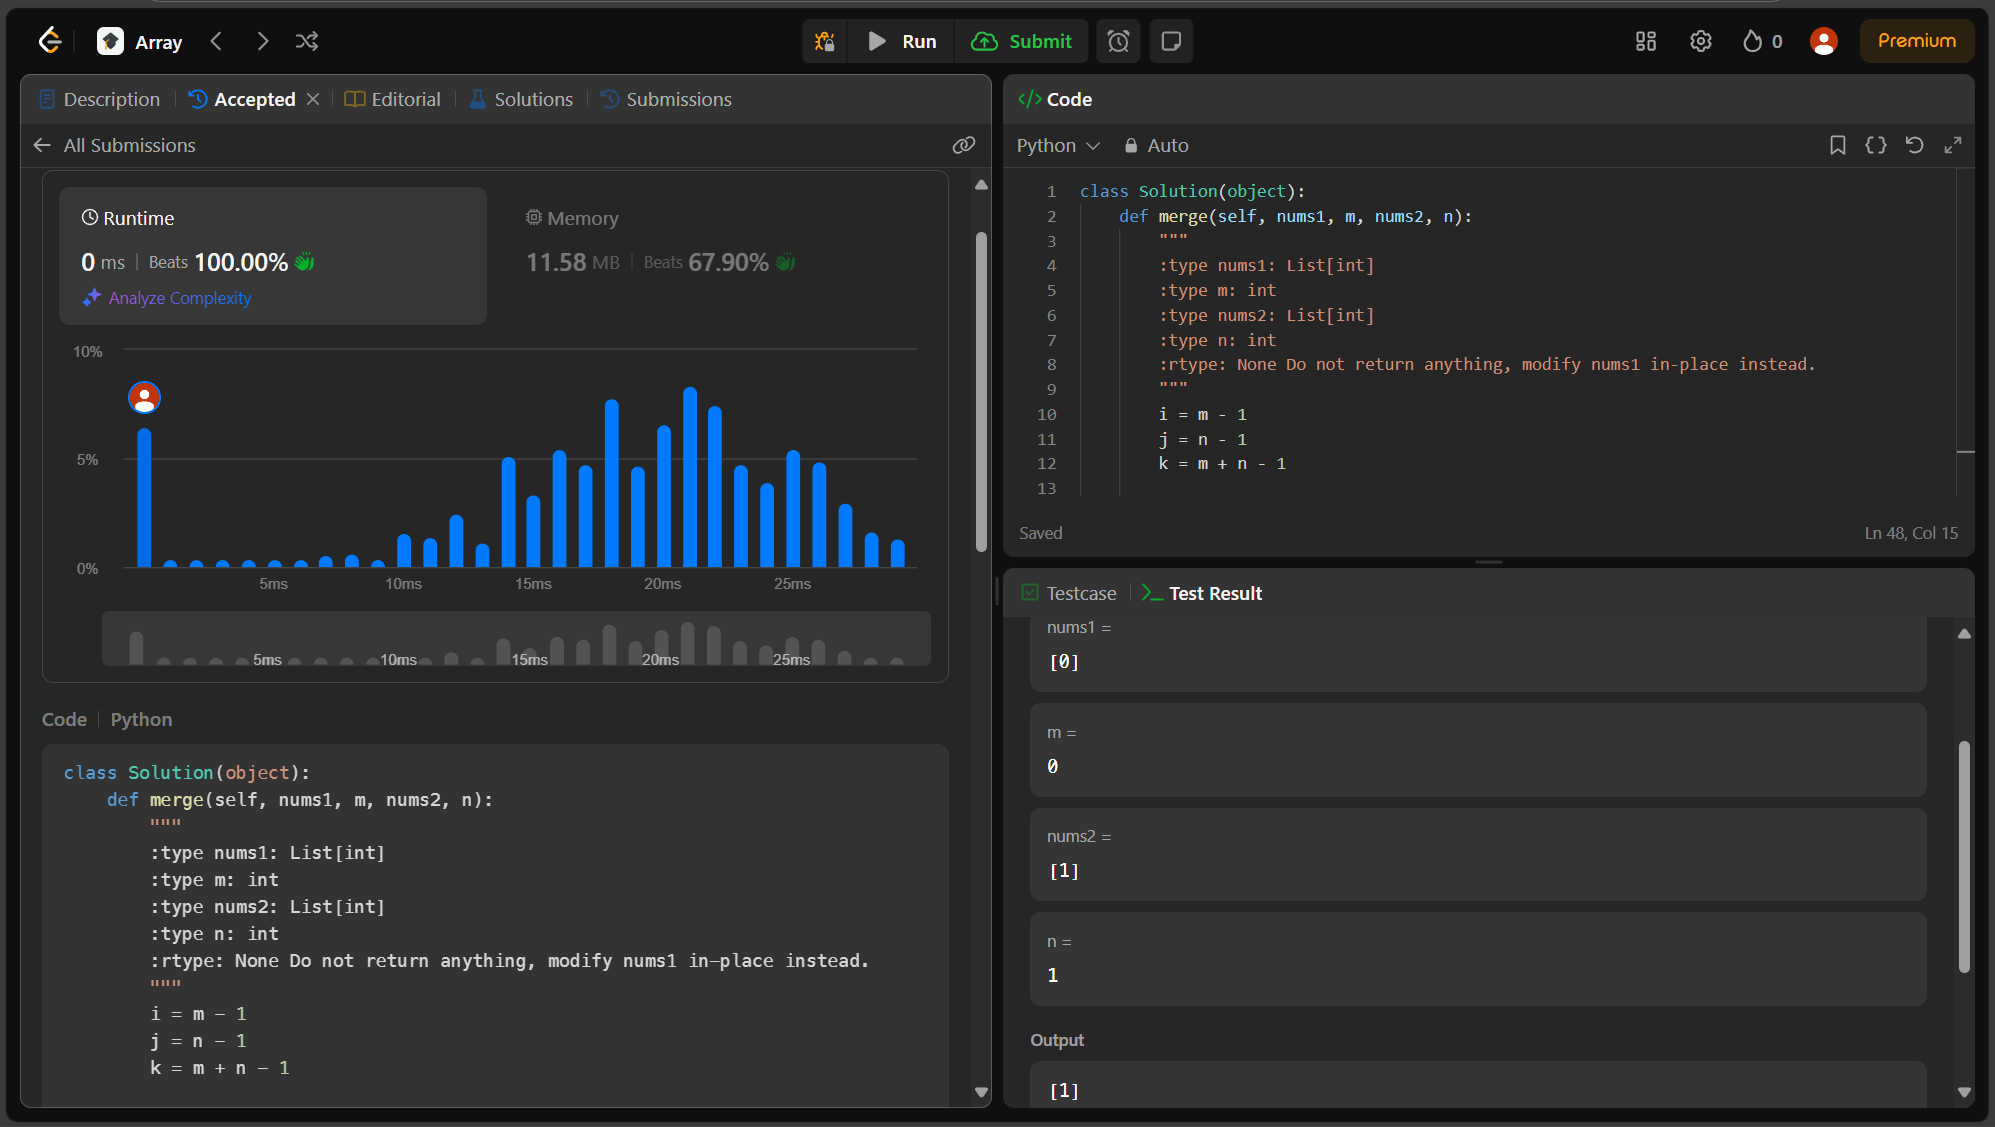 Array
Run
Submit
0
Premium
Description
Accepted
Editorial
Solutions
Submissions
All Submissions
Runtime
0 ms | Beats 100.00%
Analyze Complexity
Memory
11.58 MB | Beats 67.90%
10%
5%
0%
5ms
10ms
15ms
20ms
25ms
5ms
10ms
15ms
20ms
25ms
Code | Python
class Solution(object):
    def merge(self, nums1, m, nums2, n):
        """
        :type nums1: List[int]
        :type m: int
        :type nums2: List[int]
        :type n: int
        :rtype: None Do not return anything, modify nums1 in-place instead.
        """
        i = m - 1
        j = n - 1
        k = m + n - 1
</> Code
Python
Auto
1 class Solution(object):
2     def merge(self, nums1, m, nums2, n):
3         """
4         :type nums1: List[int]
5         :type m: int
6         :type nums2: List[int]
7         :type n: int
8         :rtype: None Do not return anything, modify nums1 in-place instead.
9         """
10         i = m - 1
11         j = n - 1
12         k = m + n - 1
13
Saved
Ln 48, Col 15
Testcase
Test Result
nums1 =
[0]
m =
0
nums2 =
[1]
n =
1
Output
[1]